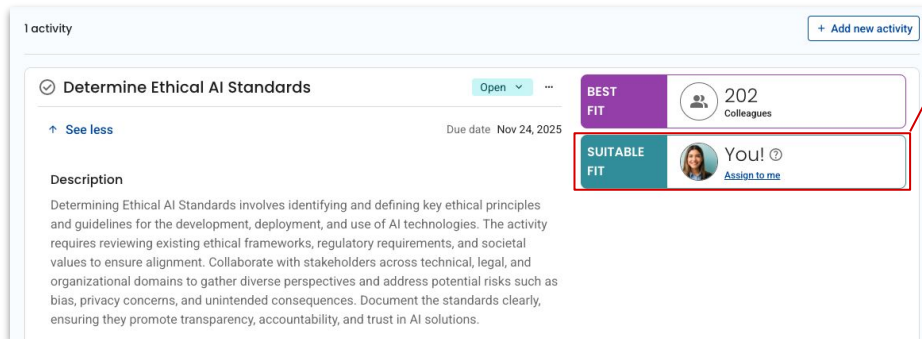 1 activity
+ Add new activity
Determine Ethical AI Standards
Open
...
See less
Due date Nov 24, 2025
Description
Determining Ethical AI Standards involves identifying and defining key ethical principles
and guidelines for the development, deployment, and use of AI technologies. The activity
requires reviewing existing ethical frameworks, regulatory requirements, and societal
values to ensure alignment. Collaborate with stakeholders across technical, legal, and
organizational domains to gather diverse perspectives and address potential risks such as
bias, privacy concerns, and unintended consequences. Document the standards clearly,
ensuring they promote transparency, accountability, and trust in AI solutions.
BEST
FIT
202
Colleagues
SUITABLE
FIT
You! ?
Assign to me